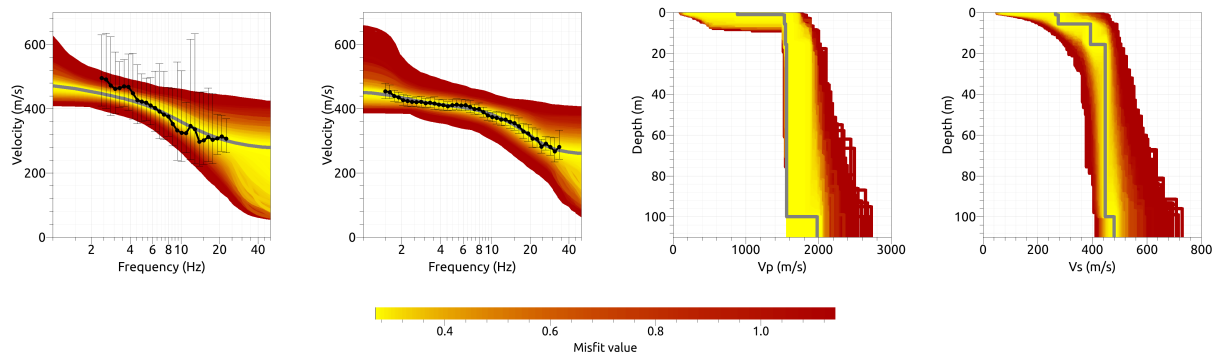 600
400
200
0
Velocity (m/s)
2 4 6 8 10 20 40
Frequency (Hz)
600
400
200
0
Velocity (m/s)
2 4 6 8 10 20 40
Frequency (Hz)
0
20
40
60
80
100
Depth (m)
0 1000 2000 3000
Vp (m/s)
0
20
40
60
80
100
Depth (m)
0 200 400 600 800
Vs (m/s)
0.4 0.6 0.8 1.0
Misfit value